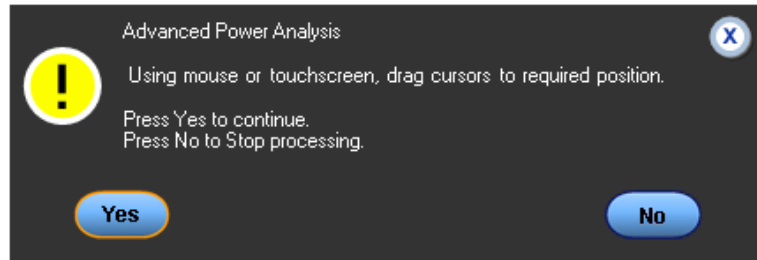 Advanced Power Analysis
X
Using mouse or touchscreen, drag cursors to required position.
Press Yes to continue.
Press No to Stop processing.
Yes No